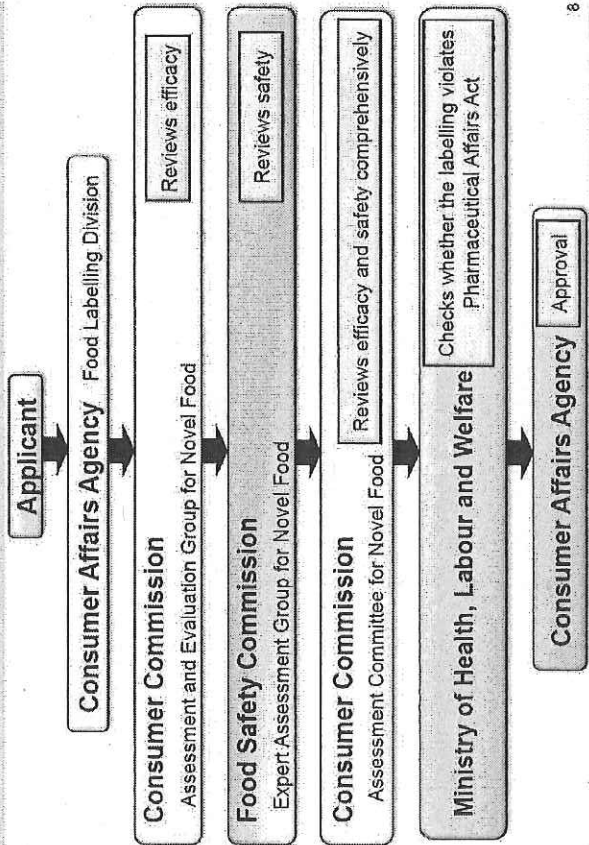 Applicant
Consumer Affairs Agency Food Labelling Division
Consumer Commission
Assessment and Evaluation Group for Novel Food
Reviews efficacy
Food Safety Commission
Expert Assessment Group for Novel Food
Reviews safety
Consumer Commission
Assessment Committee for Novel Food
Reviews efficacy and safety comprehensively
Ministry of Health, Labour and Welfare
Checks whether the labelling violates
Pharmaceutical Affairs Act
Consumer Affairs Agency
Approval
8